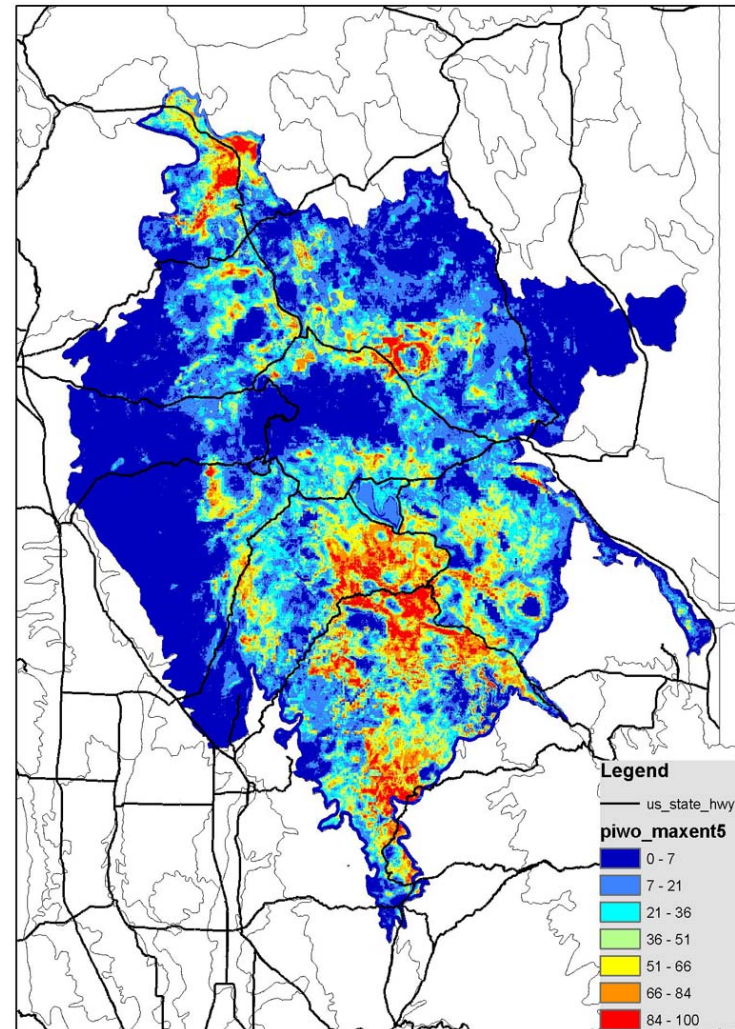 Legend
us_state_hwy
piwo_maxent5
0 - 7
7 - 21
21 - 36
36 - 51
51 - 66
66 - 84
84 - 100